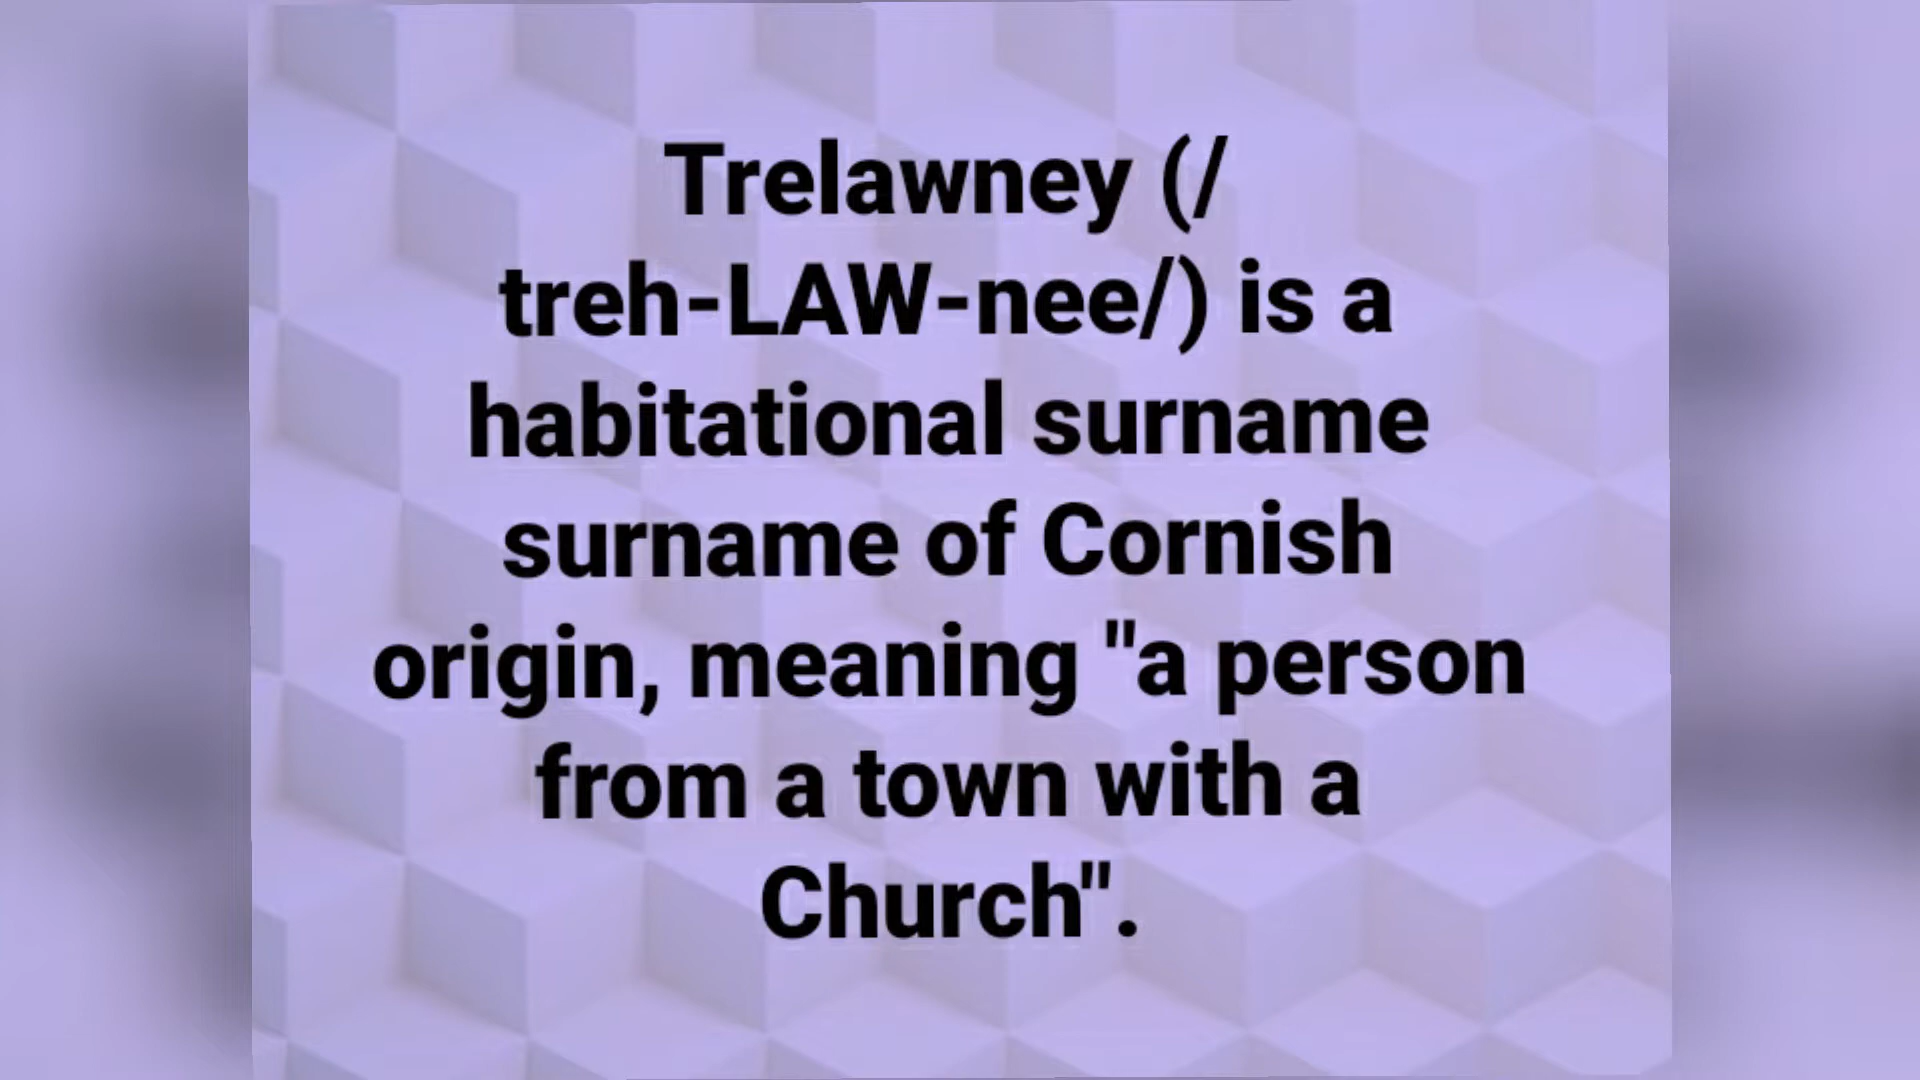 Trelawney (/
treh-LAW-nee/) is a
habitational surname
surname of Cornish
origin, meaning "a person
from a town with a
Church".